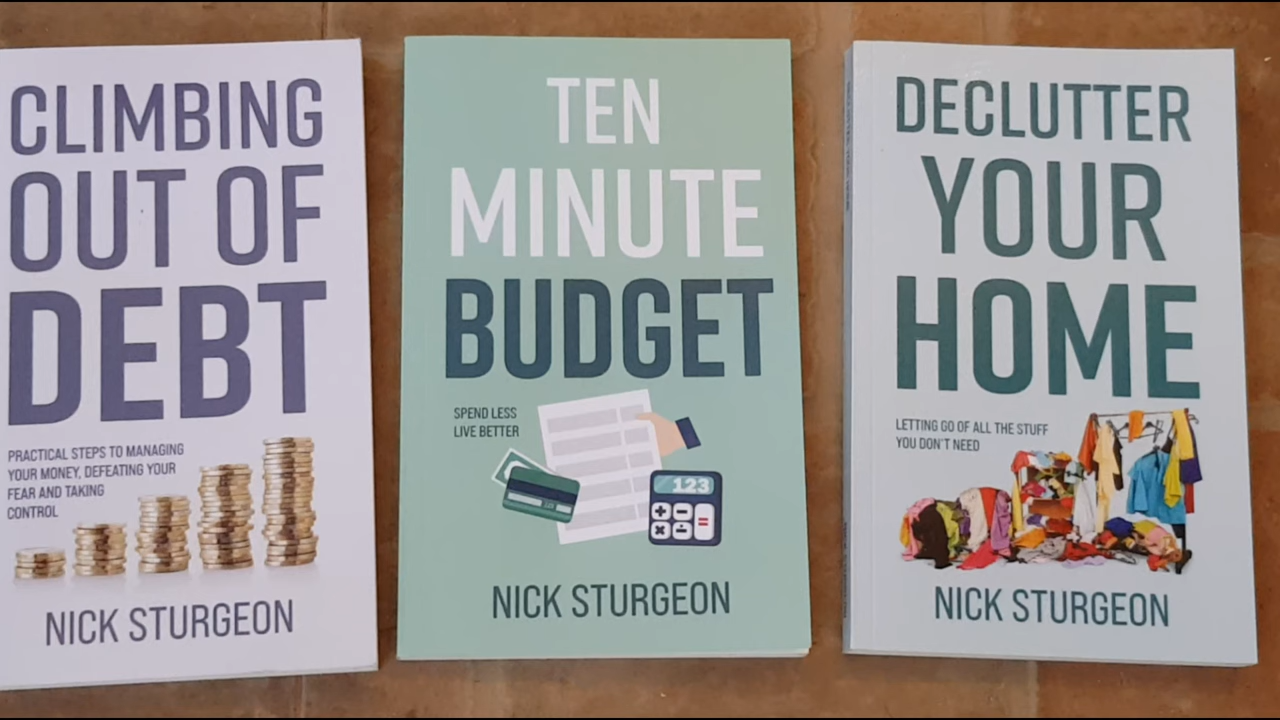 CLIMBING
OUT OF
DEBT
PRACTICAL STEPS TO MANAGING
YOUR MONEY, DEFEATING YOUR
FEAR AND TAKING
CONTROL
NICK STURGEON
TEN
MINUTE
BUDGET
SPEND LESS
LIVE BETTER
123
NICK STURGEON
DECLUTTER
YOUR
HOME
LETTING GO OF ALL THE STUFF
YOU DON'T NEED
NICK STURGEON